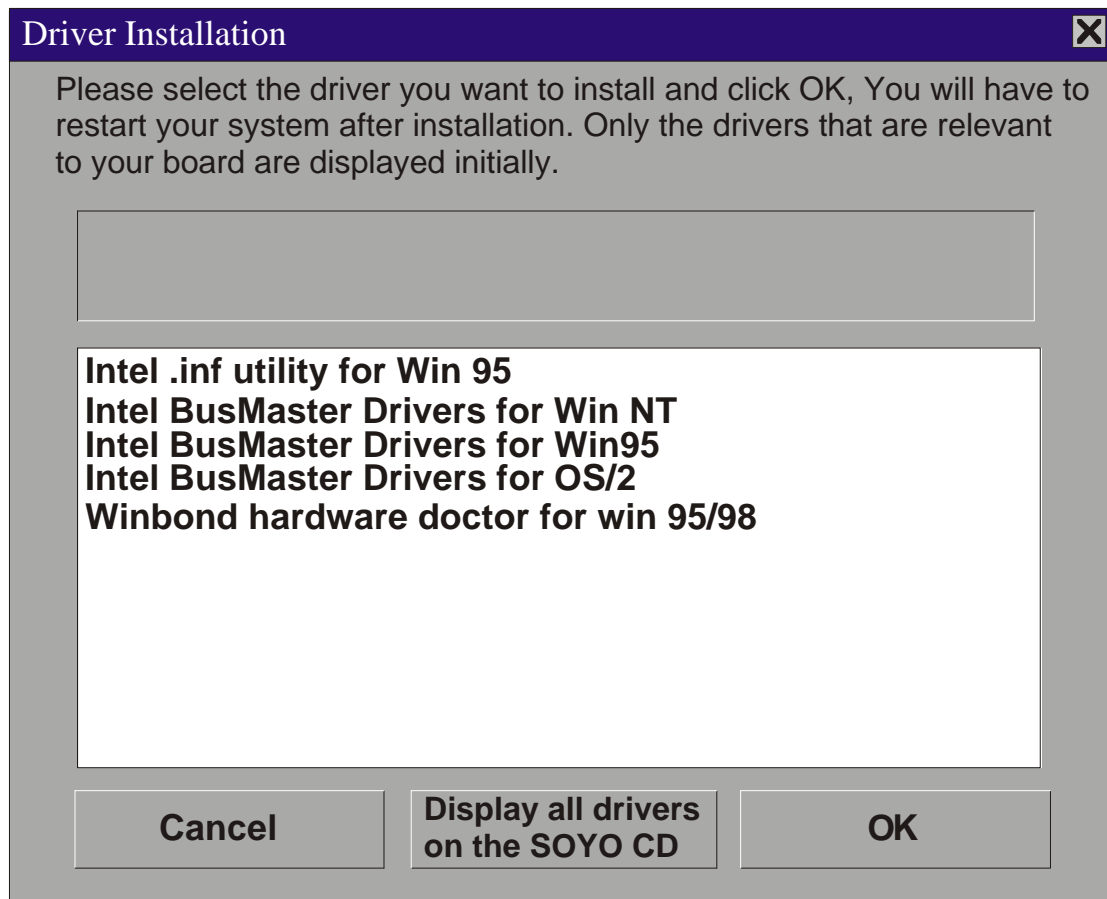 Driver Installation
Please select the driver you want to install and click OK, You will have to
restart your system after installation. Only the drivers that are relevant
to your board are displayed initially.
Intel .inf utility for Win 95
Intel BusMaster Drivers for Win NT
Intel BusMaster Drivers for Win95
Intel BusMaster Drivers for OS/2
Winbond hardware doctor for win 95/98
Cancel
Display all drivers
on the SOYO CD
OK